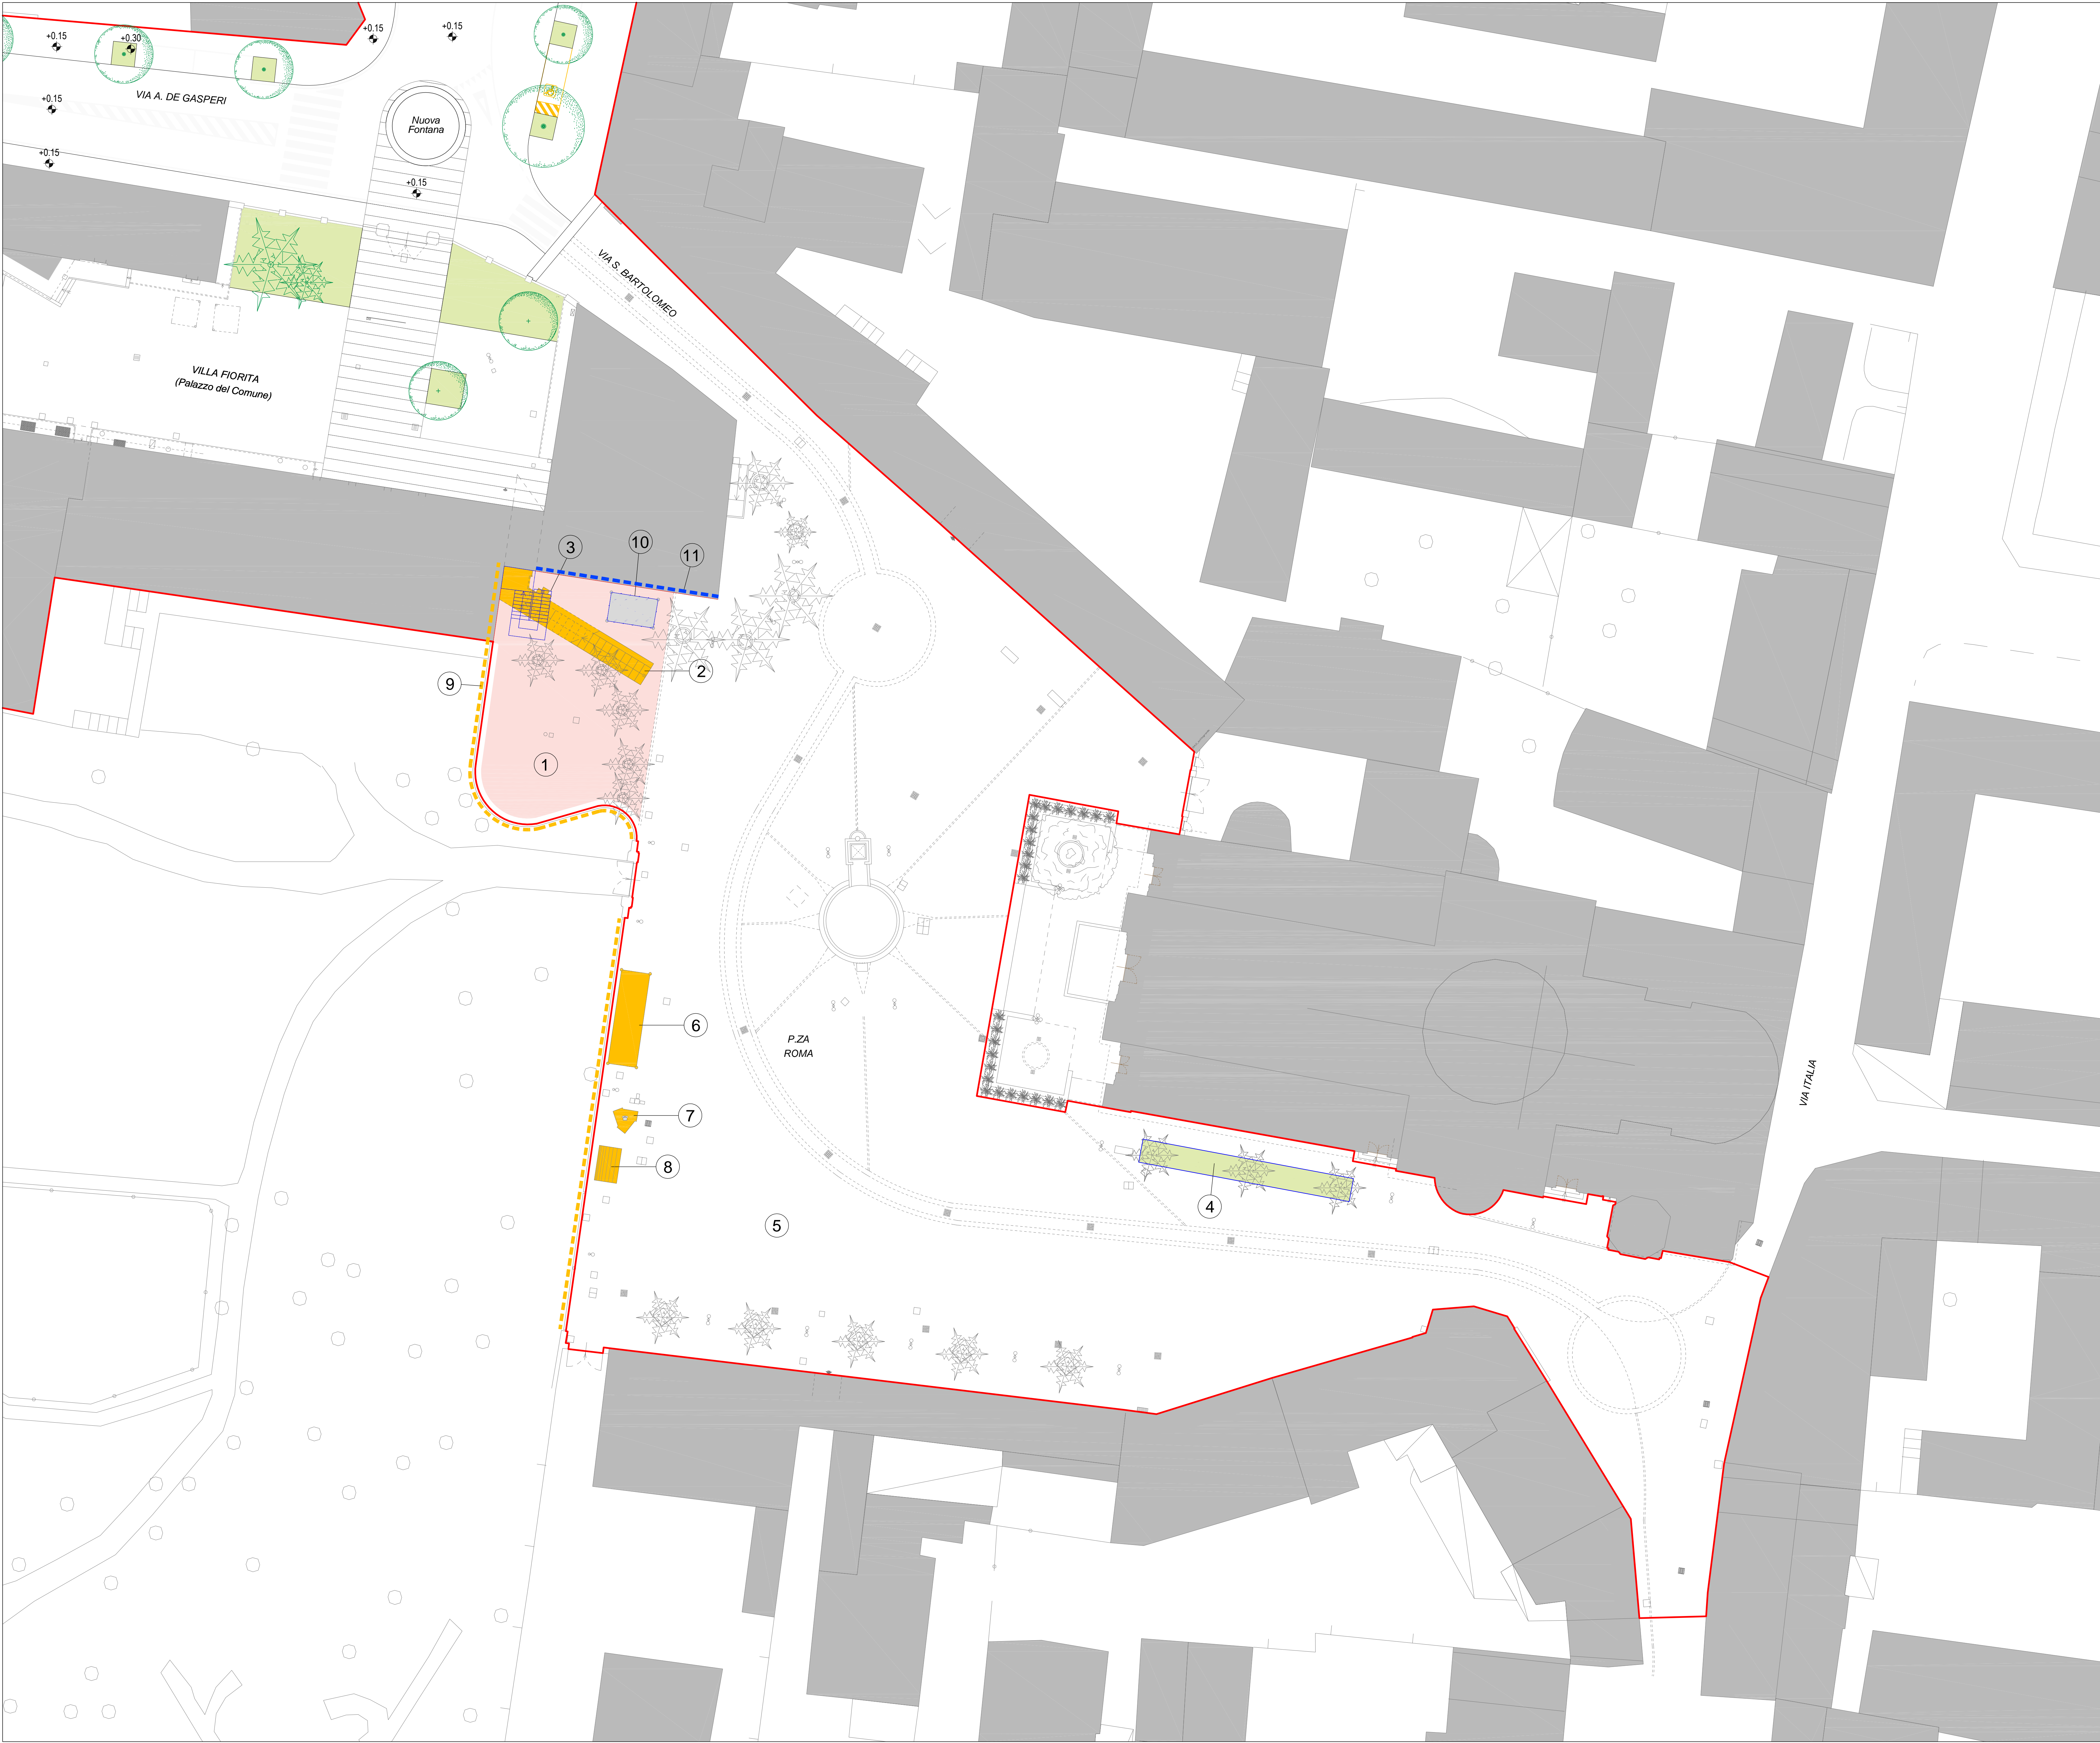 +0.15
+0.30
+0.15
+0.15
+0.15
VIA A. DE GASPERI
Nuova
Fontana
+0.15
+0.15
VIA S. BARTOLOMEO
VILLA FIORITA
(Palazzo del Comune)
3
10
11
2
9
1
6
P.ZA
ROMA
7
8
4
5
VIA ITALIA